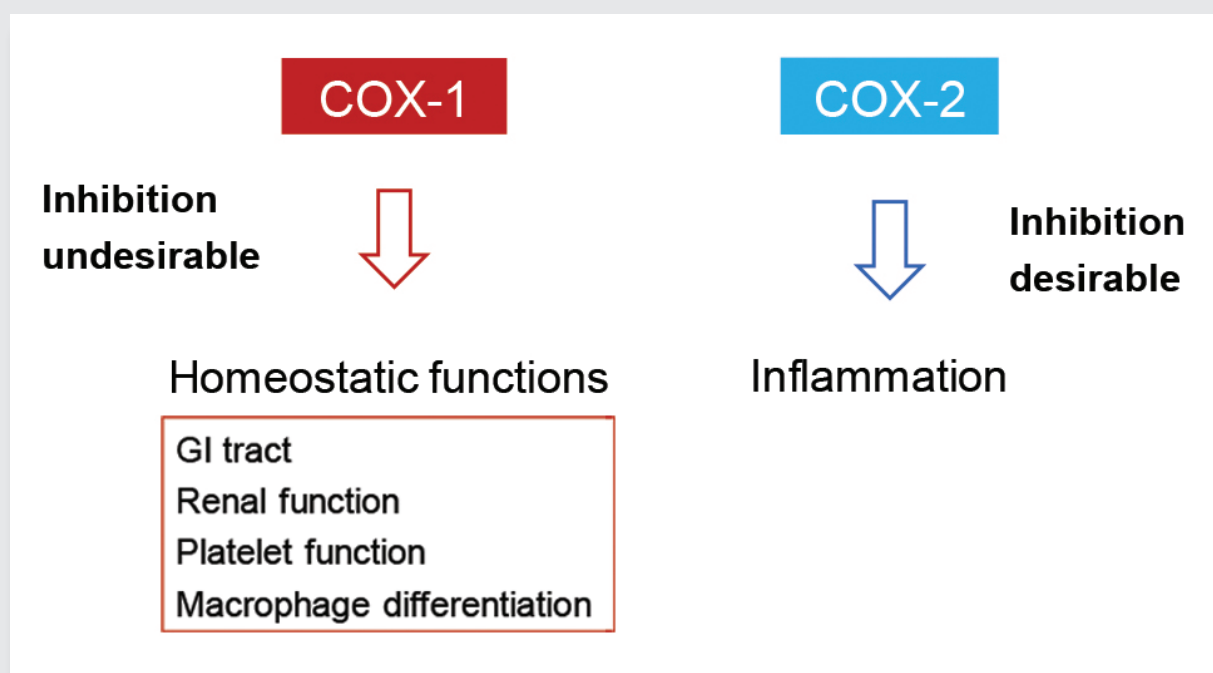 COX-1
COX-2
Inhibition
undesirable
Inhibition
desirable
Homeostatic functions
Inflammation
GI tract
Renal function
Platelet function
Macrophage differentiation